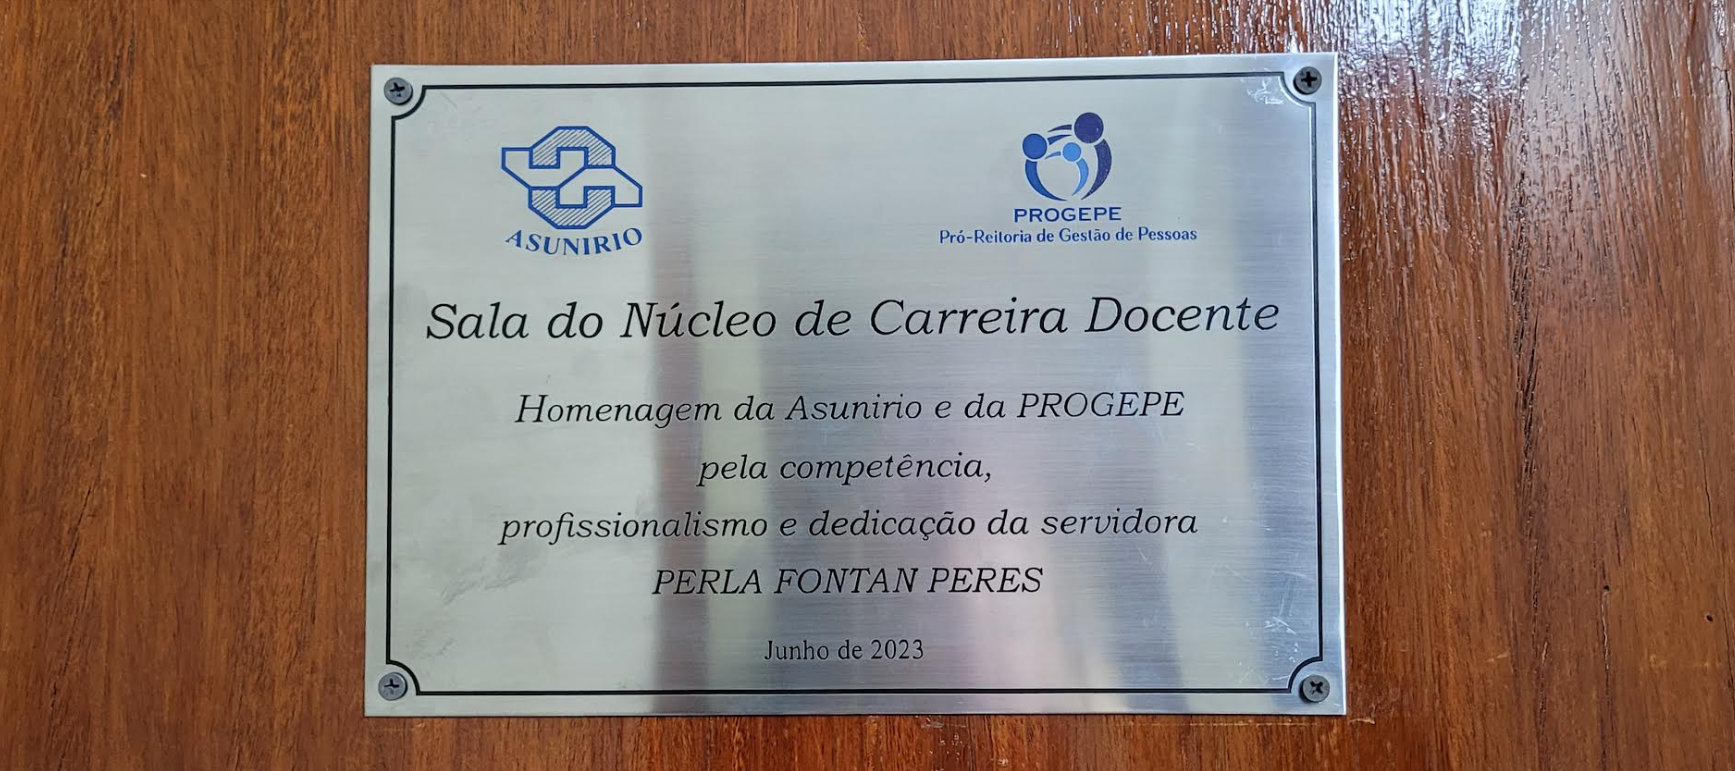 ASUNIRIO
PROGEPE
Pró-Reitoria de Gestão de Pessoas
Sala do Núcleo de Carreira Docente
Homenagem da Asunirio e da PROGEPE
pela competência,
profissionalismo e dedicação da servidora
PERLA FONTAN PERES
Junho de 2023